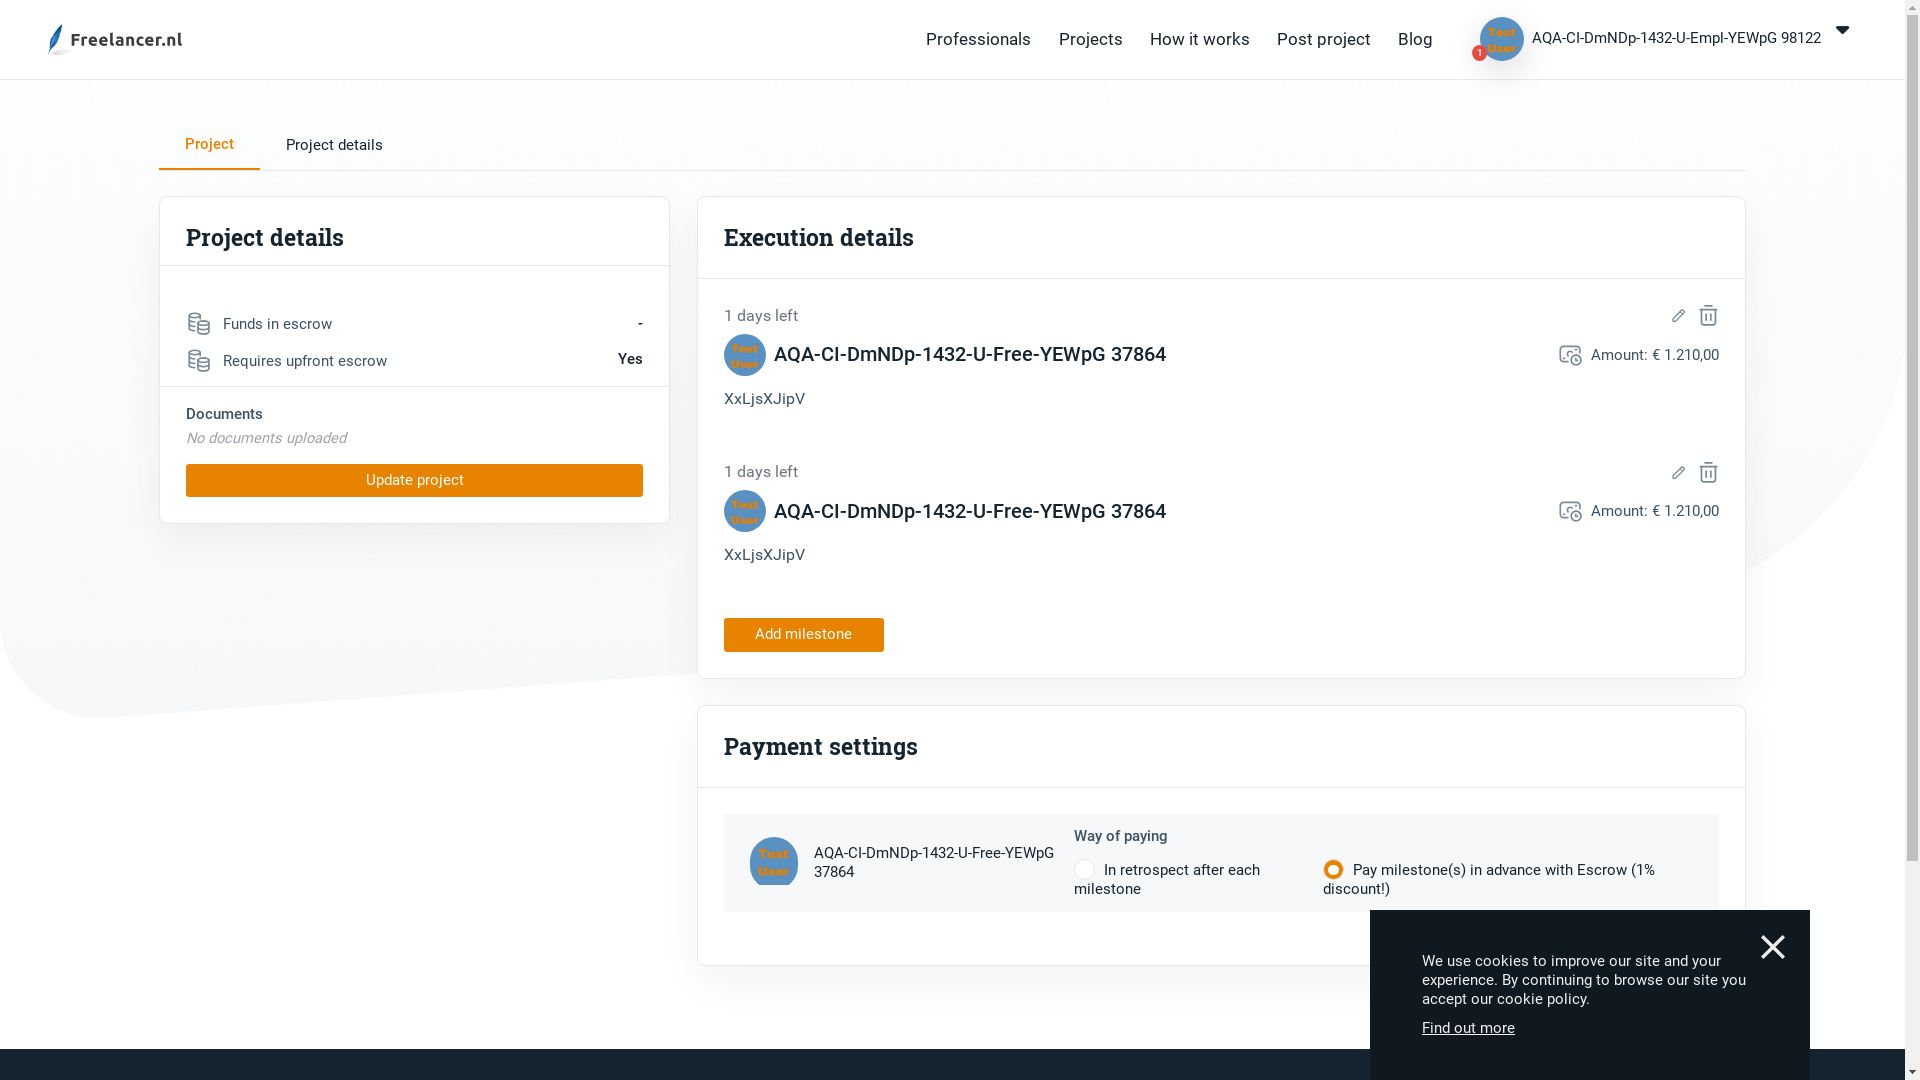 Freelancer.nl
Professionals
Projects
How it works
Post project
Blog
Test
User
1
AQA-CI-DmNDp-1432-U-Empl-YEWpG 98122
Project
Project details
Project details
Funds in escrow
-
Requires upfront escrow
Yes
Documents
No documents uploaded
Update project
Execution details
1 days left
Test
User
AQA-CI-DmNDp-1432-U-Free-YEWpG 37864
Amount: € 1.210,00
XxLjsXJipV
1 days left
Test
User
AQA-CI-DmNDp-1432-U-Free-YEWpG 37864
Amount: € 1.210,00
XxLjsXJipV
Add milestone
Payment settings
Test
User
AQA-CI-DmNDp-1432-U-Free-YEWpG
37864
Way of paying
In retrospect after each
milestone
Pay milestone(s) in advance with Escrow (1%
discount!)
We use cookies to improve our site and your
experience. By continuing to browse our site you
accept our cookie policy.
Find out more